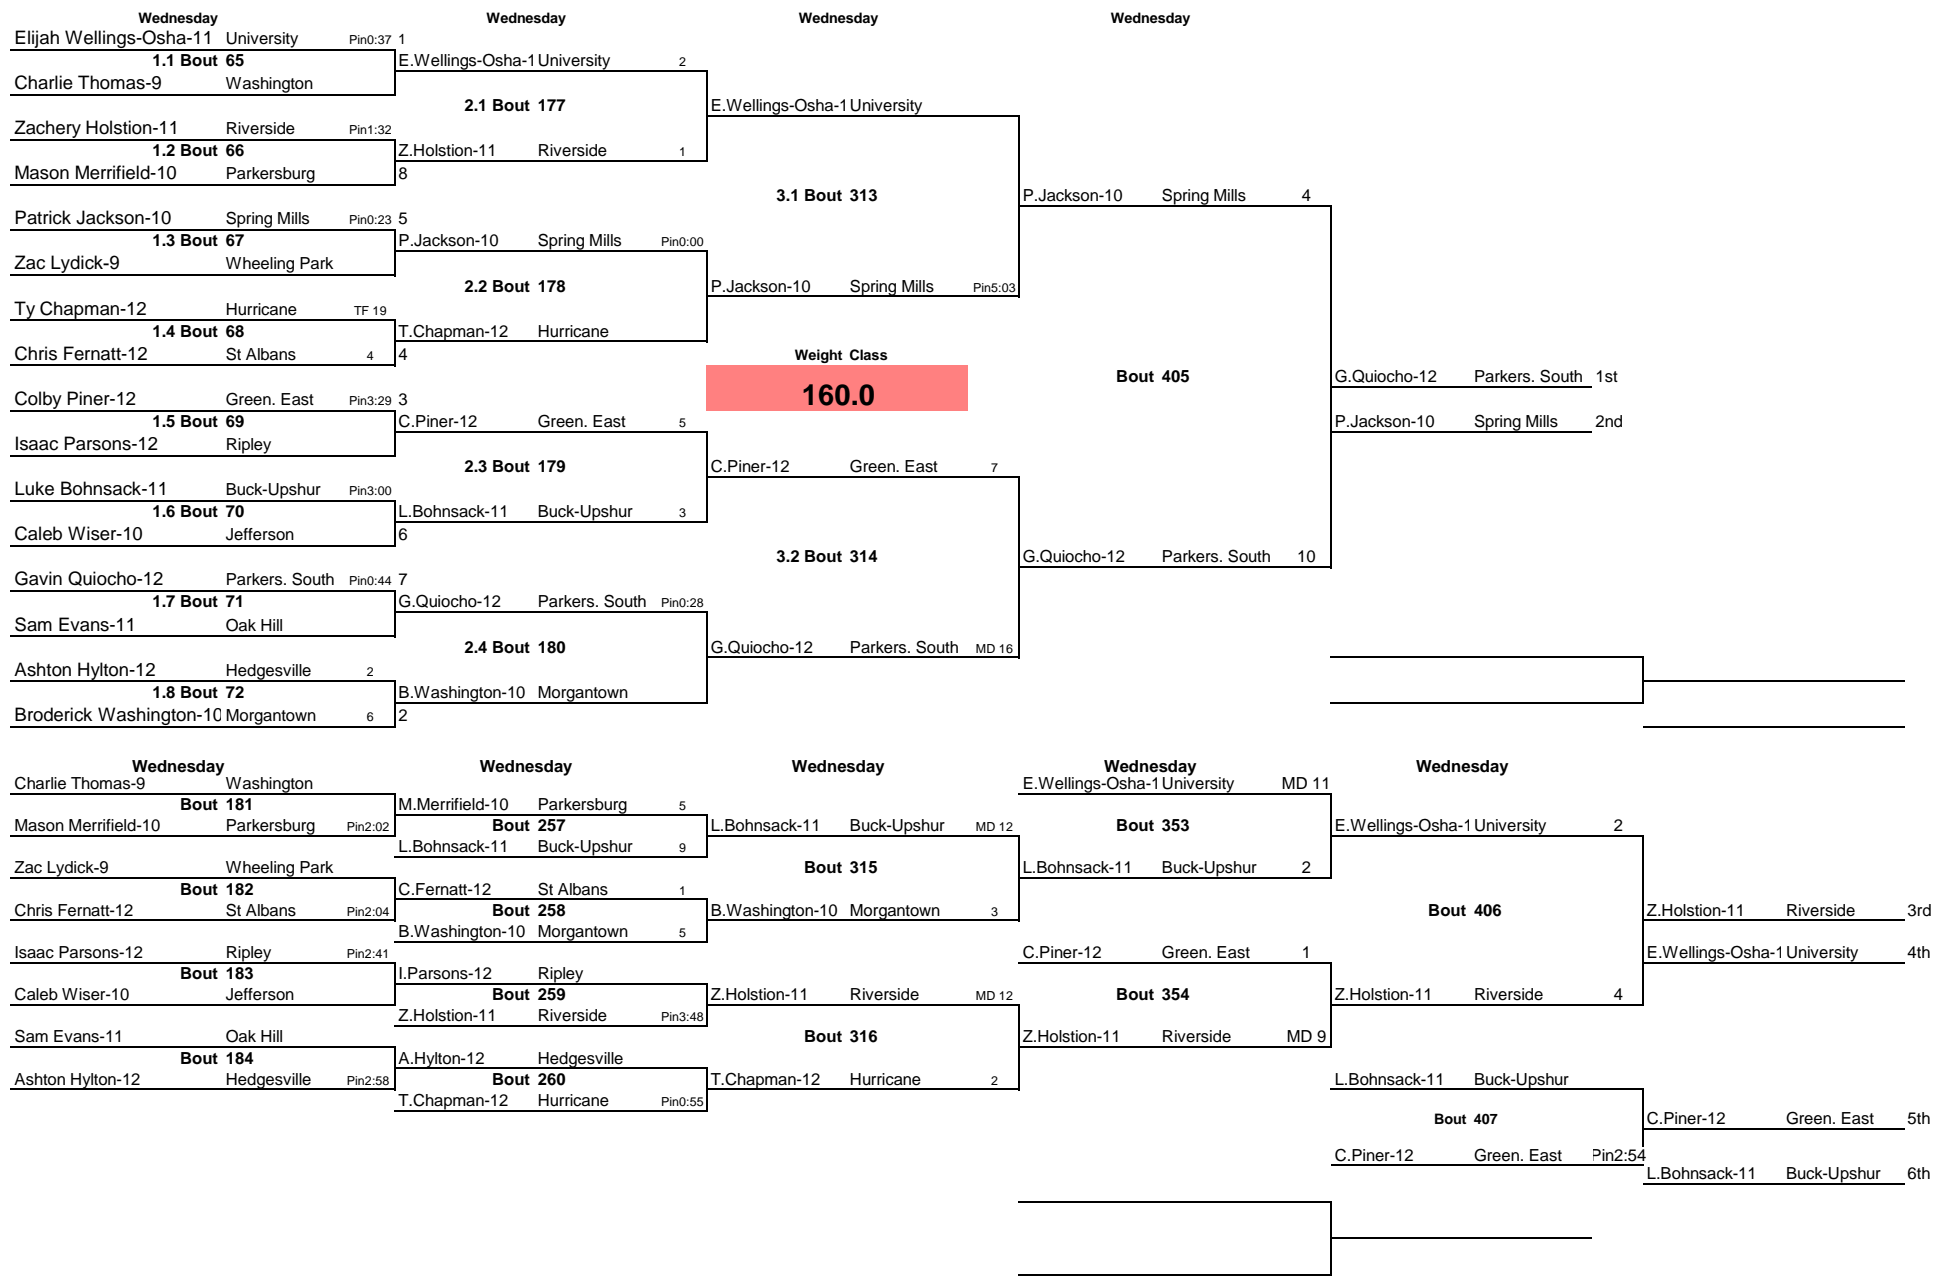 Wednesday Wednesday Wednesday Wednesday
Elijah Wellings-Osha-11 University Pin0:37 1
1.1 Bout 65 E.Wellings-Osha-1 University 2
Charlie Thomas-9 Washington
2.1 Bout 177 E.Wellings-Osha-1 University
Zachery Holstion-11 Riverside Pin1:32
1.2 Bout 66 Z.Holstion-11 Riverside 1
Mason Merrifield-10 Parkersburg 8
3.1 Bout 313 P.Jackson-10 Spring Mills 4
Patrick Jackson-10 Spring Mills Pin0:23 5
1.3 Bout 67 P.Jackson-10 Spring Mills Pin0:00
Zac Lydick-9 Wheeling Park
2.2 Bout 178 P.Jackson-10 Spring Mills Pin5:03
Ty Chapman-12 Hurricane TF 19
1.4 Bout 68 T.Chapman-12 Hurricane
Chris Fernatt-12 St Albans 4 4 Weight Class
Bout 405 G.Quiocho-12 Parkers. South 1st
Colby Piner-12 Green. East Pin3:29 3 160.0
1.5 Bout 69 C.Piner-12 Green. East 5 P.Jackson-10 Spring Mills 2nd
Isaac Parsons-12 Ripley
2.3 Bout 179 C.Piner-12 Green. East 7
Luke Bohnsack-11 Buck-Upshur Pin3:00
1.6 Bout 70 L.Bohnsack-11 Buck-Upshur 3
Caleb Wiser-10 Jefferson 6
3.2 Bout 314 G.Quiocho-12 Parkers. South 10
Gavin Quiocho-12 Parkers. South Pin0:44 7
1.7 Bout 71 G.Quiocho-12 Parkers. South Pin0:28
Sam Evans-11 Oak Hill
2.4 Bout 180 G.Quiocho-12 Parkers. South MD 16
Ashton Hylton-12 Hedgesville 2
1.8 Bout 72 B.Washington-10 Morgantown
Broderick Washington-10 Morgantown 6 2
Wednesday Wednesday Wednesday Wednesday Wednesday
Charlie Thomas-9 Washington E.Wellings-Osha-1 University MD 11
Bout 181 M.Merrifield-10 Parkersburg 5
Mason Merrifield-10 Parkersburg Pin2:02 Bout 257 L.Bohnsack-11 Buck-Upshur MD 12 Bout 353 E.Wellings-Osha-1 University 2
L.Bohnsack-11 Buck-Upshur 9
Zac Lydick-9 Wheeling Park Bout 315 L.Bohnsack-11 Buck-Upshur 2
Bout 182 C.Fernatt-12 St Albans 1
Chris Fernatt-12 St Albans Pin2:04 Bout 258 B.Washington-10 Morgantown 3 Bout 406 Z.Holstion-11 Riverside 3rd
B.Washington-10 Morgantown 5
Isaac Parsons-12 Ripley Pin2:41 C.Piner-12 Green. East 1 E.Wellings-Osha-1 University 4th
Bout 183 I.Parsons-12 Ripley
Caleb Wiser-10 Jefferson Bout 259 Z.Holstion-11 Riverside MD 12 Bout 354 Z.Holstion-11 Riverside 4
Z.Holstion-11 Riverside Pin3:48
Sam Evans-11 Oak Hill Bout 316 Z.Holstion-11 Riverside MD 9
Bout 184 A.Hylton-12 Hedgesville
Ashton Hylton-12 Hedgesville Pin2:58 Bout 260 T.Chapman-12 Hurricane 2 L.Bohnsack-11 Buck-Upshur
T.Chapman-12 Hurricane Pin0:55
Bout 407 C.Piner-12 Green. East 5th
C.Piner-12 Green. East Pin2:54
L.Bohnsack-11 Buck-Upshur 6th